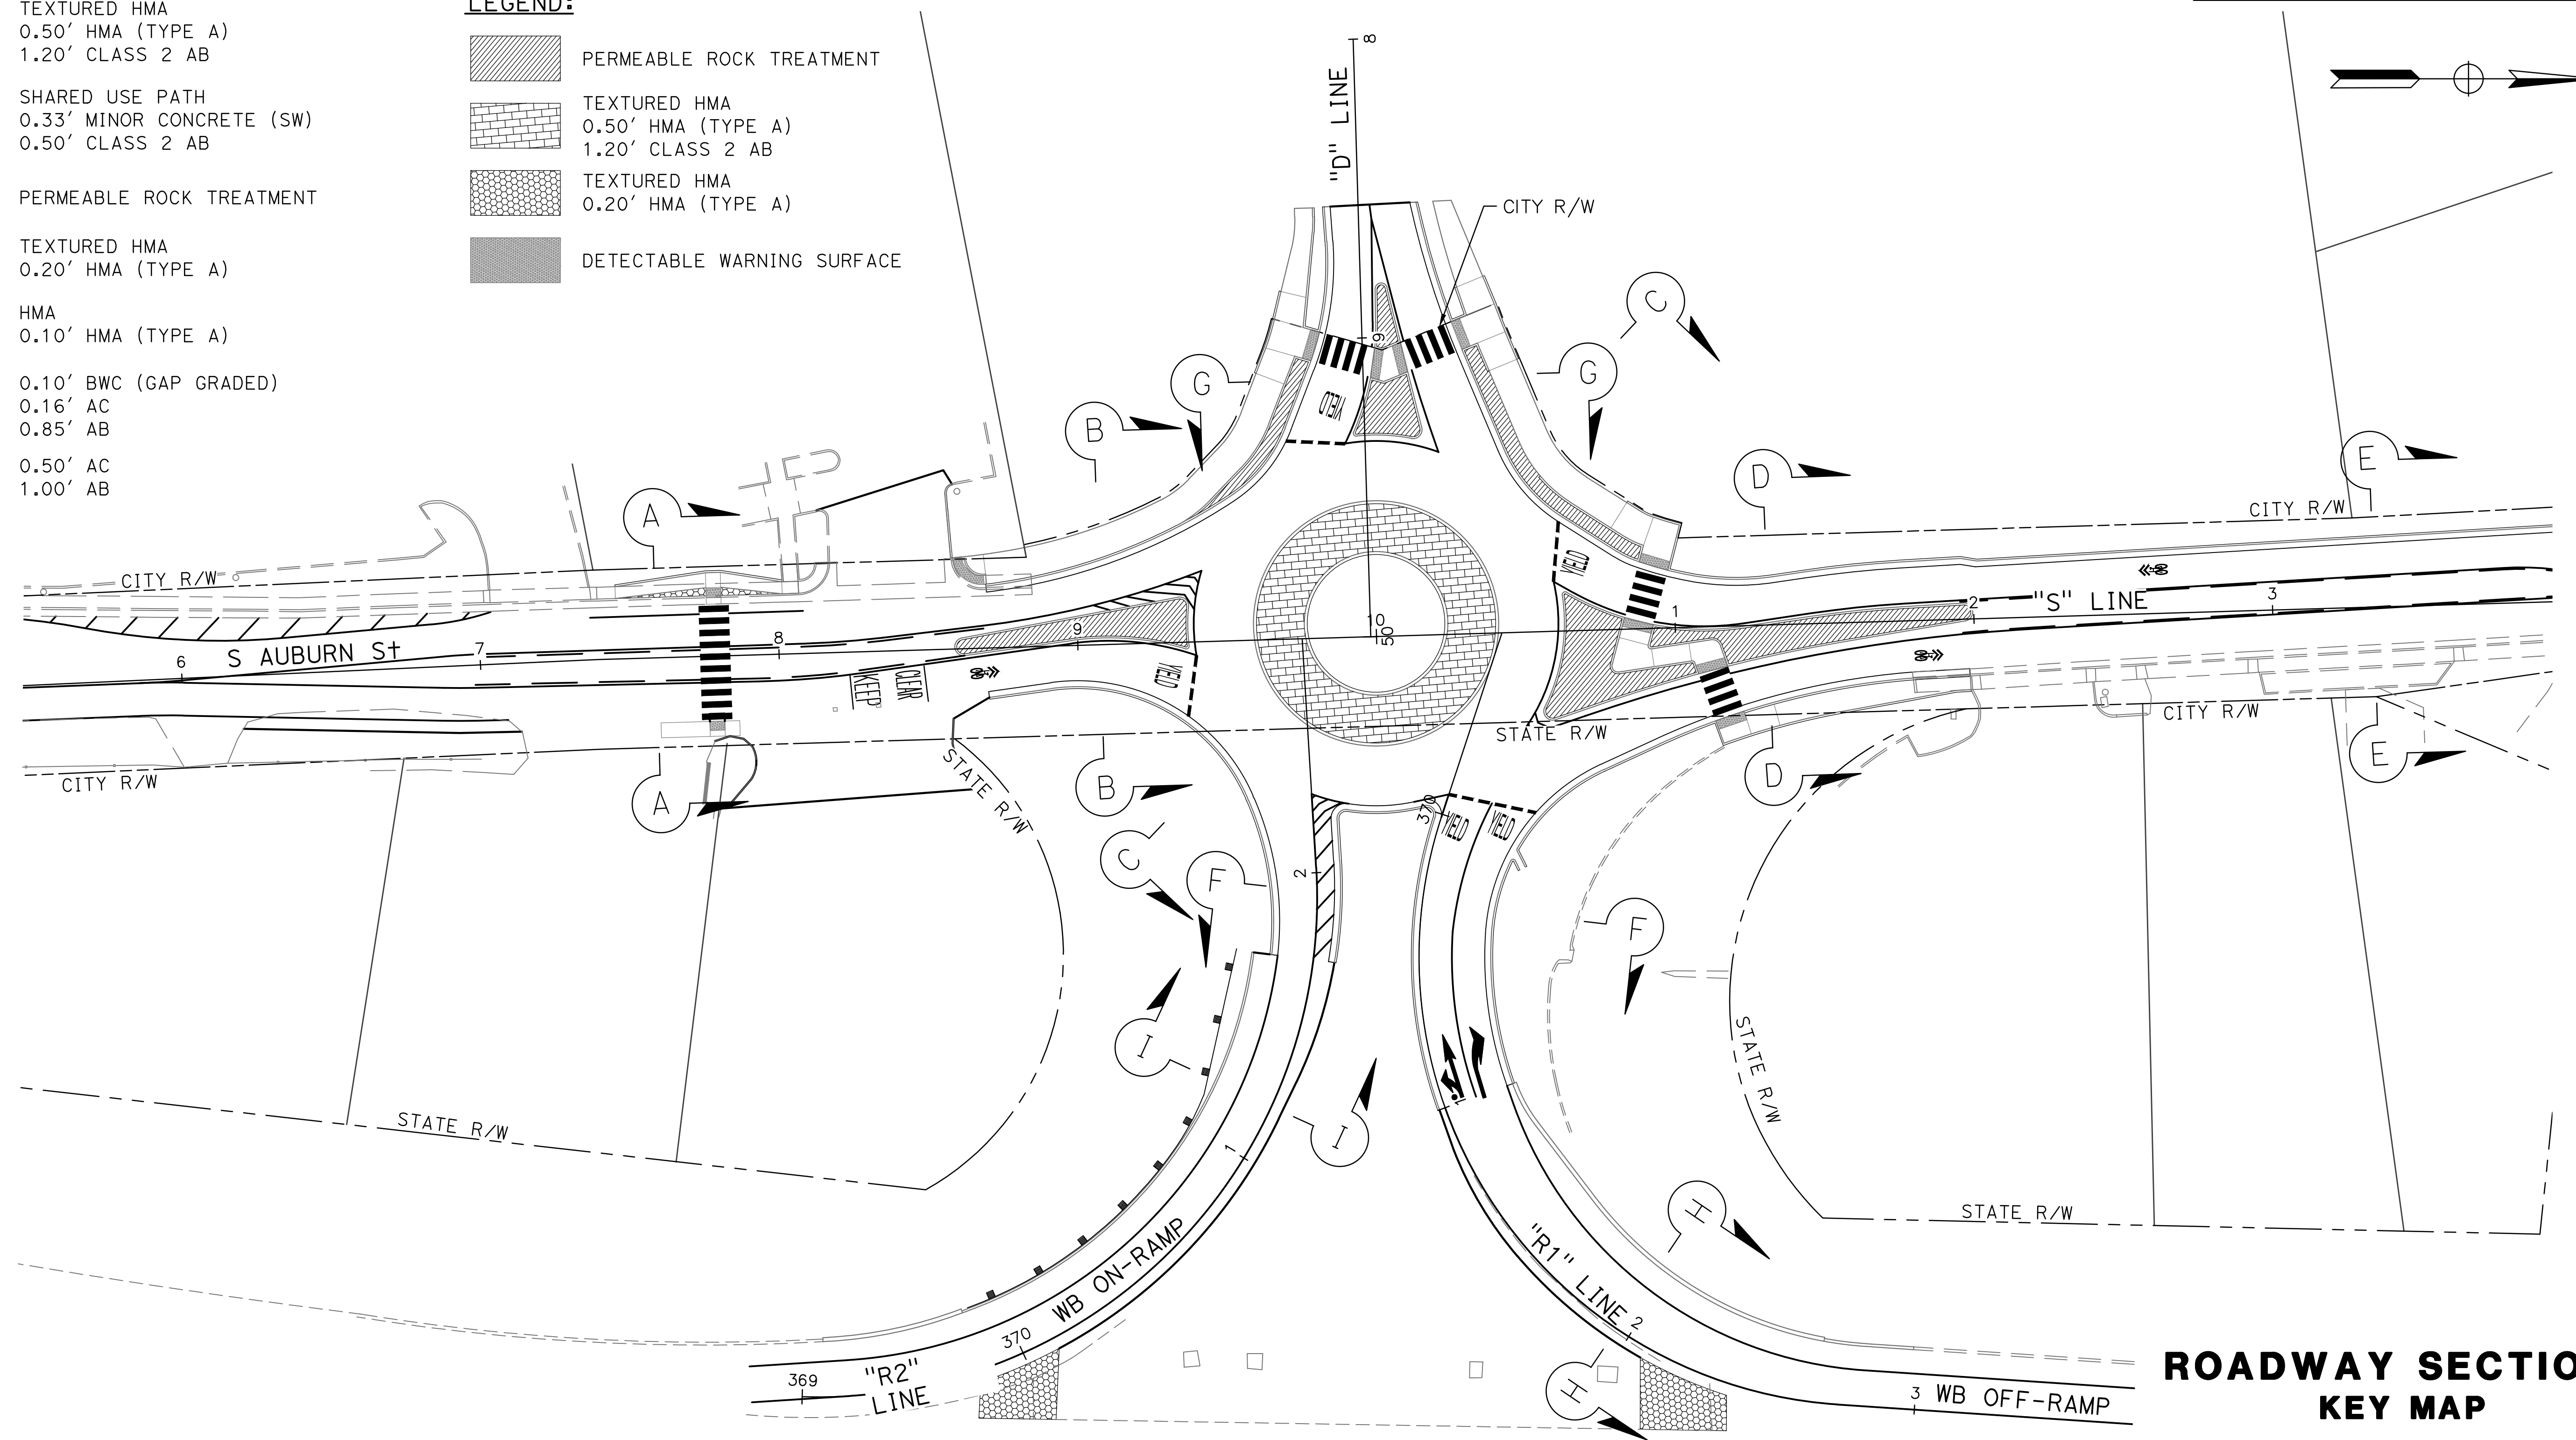 TEXTURED HMA
0.50' HMA (TYPE A)
1.20' CLASS 2 AB
SHARED USE PATH
0.33' MINOR CONCRETE (SW)
0.50' CLASS 2 AB
PERMEABLE ROCK TREATMENT
TEXTURED HMA
0.20' HMA (TYPE A)
HMA
0.10' HMA (TYPE A)
0.10' BWC (GAP GRADED)
0.16' AC
0.85' AB
0.50' AC
1.00' AB
LEGEND:
PERMEABLE ROCK TREATMENT
TEXTURED HMA
0.50' HMA (TYPE A)
1.20' CLASS 2 AB
TEXTURED HMA
0.20' HMA (TYPE A)
DETECTABLE WARNING SURFACE
8
"D" LINE
CITY R/W
9
C
G
G
B
YIELD
D
E
A
CITY R/W
CITY R/W
YIELD
6
S AUBURN St
7
8
9
10
50
1
2
"S" LINE
3
KEEP
CLEAR
YIELD
CITY R/W
STATE R/W
CITY R/W
A
STATE R/W
B
D
E
370
YIELD
YIELD
C
F
2
F
I
STATE R/W
1
I
1
STATE R/W
H
STATE R/W
WB ON-RAMP
"R1" LINE
2
370
369
"R2"
LINE
H
3
WB OFF-RAMP
ROADWAY SECTIO
KEY MAP